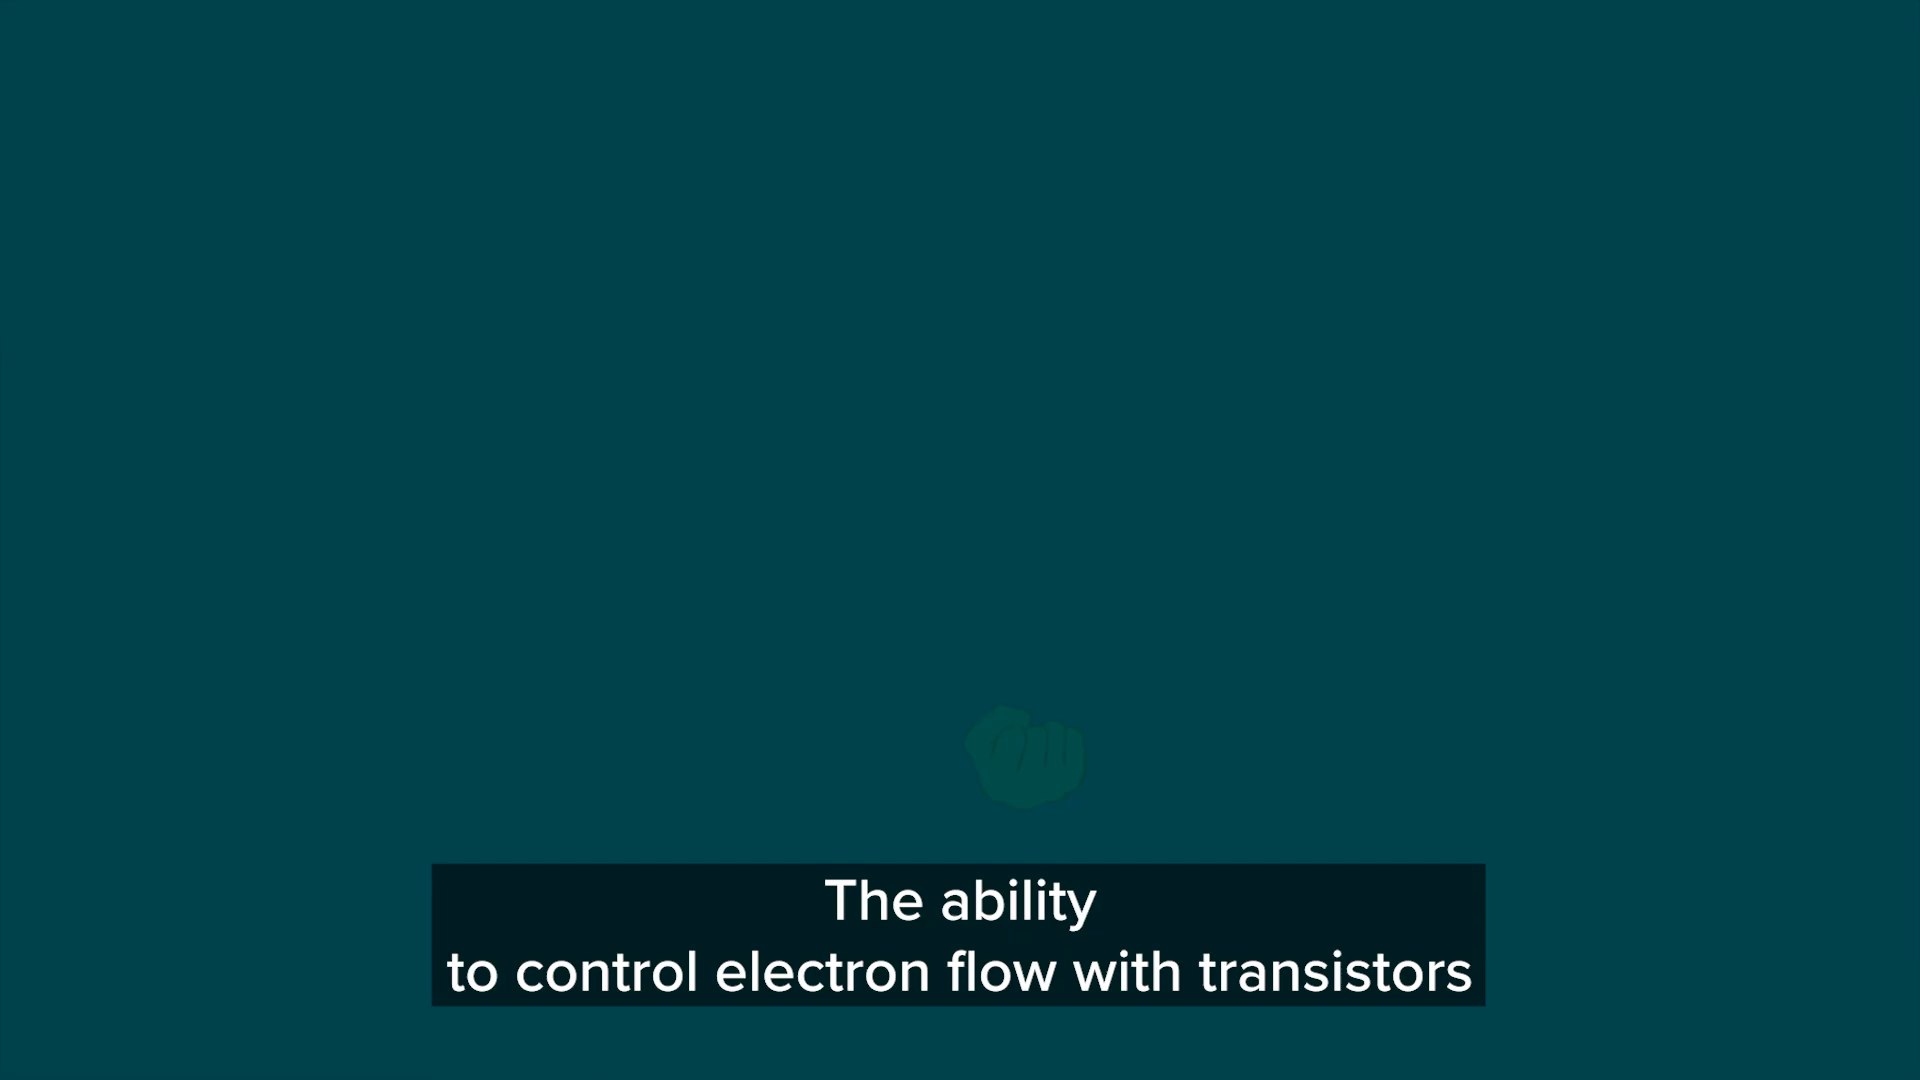 The ability
to control electron flow with transistors